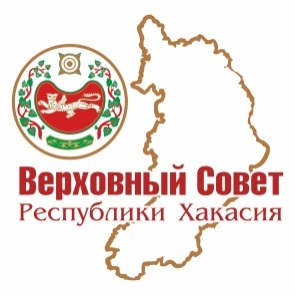 Верховный Совет
Республики Хакасия